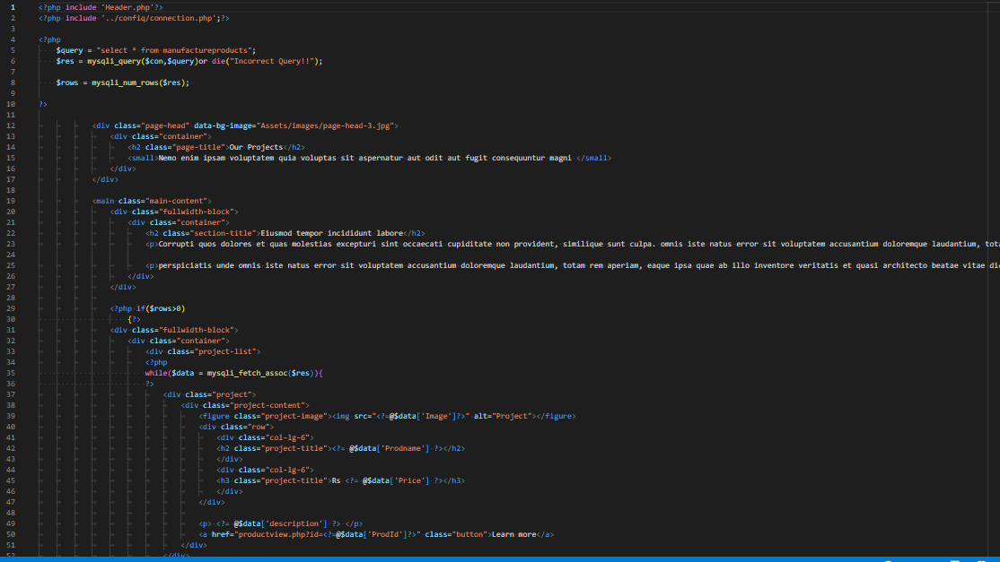 1 <?php include 'Header.php'?>
2 <?php include '../confiq/connection.php';?>
3
4 <?php
5 $query = "select * from manufactureproducts";
6 $res = mysqli_query($con,$query)or die("Incorrect Query!!");
7
8 $rows = mysqli_num_rows($res);
9
10 ?>
11
12 <div class="page-head" data-bg-image="Assets/images/page-head-3.jpg">
13 <div class="container">
14 <h2 class="page-title">Our Projects</h2>
15 <small>Nemo enim ipsam voluptatem quia voluptas sit aspernatur aut odit aut fugit consequuntur magni </small>
16 </div>
17 </div>
18
19 <main class="main-content">
20 <div class="fullwidth-block">
21 <div class="container">
22 <h2 class="section-title">Eiusmod tempor incididunt labore</h2>
23 <p>Corrupti quos dolores et quas molestias excepturi sint occaecati cupiditate non provident, similique sunt culpa. omnis iste natus error sit voluptatem accusantium doloremque laudantium, tot
24
25 <p>perspiciatis unde omnis iste natus error sit voluptatem accusantium doloremque laudantium, totam rem aperiam, eaque ipsa quae ab illo inventore veritatis et quasi architecto beatae vitae di
26 </div>
27 </div>
28
29 <?php if($rows>0)
30 {?>
31 <div class="fullwidth-block">
32 <div class="container">
33 <div class="project-list">
34 <?php
35 while($data = mysqli_fetch_assoc($res)){
36 ?>
37 <div class="project">
38 <div class="project-content">
39 <figure class="project-image"><img src="<?=@$data['Image']?>" alt="Project"></figure>
40 <div class="row">
41 <div class="col-lg-6">
42 <h2 class="project-title"><?= @$data['Prodname'] ?></h2>
43 </div>
44 <div class="col-lg-6">
45 <h3 class="project-title">Rs <?= @$data['Price'] ?></h3>
46 </div>
47 </div>
48
49 <p> <?= @$data['description'] ?> </p>
50 <a href="productview.php?id=<?=@$data['ProdId']?>" class="button">Learn more</a>
51 </div>
52 </div>